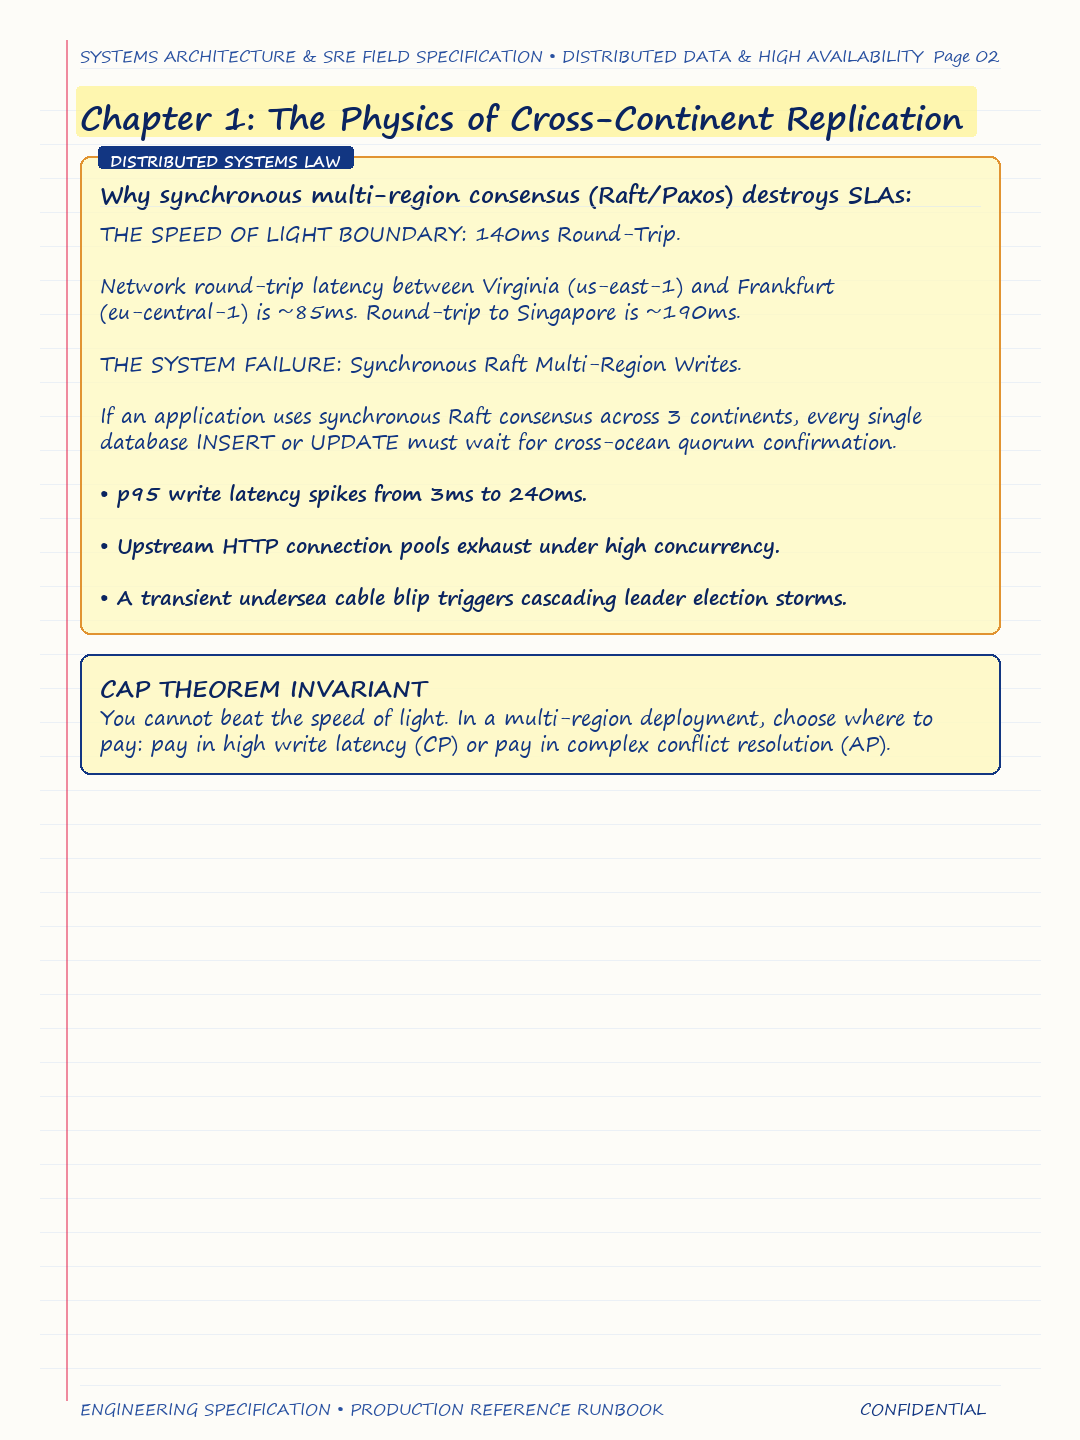 SYSTEMS ARCHITECTURE & SRE FIELD SPECIFICATION • DISTRIBUTED DATA & HIGH AVAILABILITY Page 02
Chapter 1: The Physics of Cross-Continent Replication
DISTRIBUTED SYSTEMS LAW
Why synchronous multi-region consensus (Raft/Paxos) destroys SLAs:
THE SPEED OF LIGHT BOUNDARY: 140ms Round-Trip.
Network round-trip latency between Virginia (us-east-1) and Frankfurt
(eu-central-1) is ~85ms. Round-trip to Singapore is ~190ms.
THE SYSTEM FAILURE: Synchronous Raft Multi-Region Writes.
If an application uses synchronous Raft consensus across 3 continents, every single
database INSERT or UPDATE must wait for cross-ocean quorum confirmation.
• p95 write latency spikes from 3ms to 240ms.
• Upstream HTTP connection pools exhaust under high concurrency.
• A transient undersea cable blip triggers cascading leader election storms.
CAP THEOREM INVARIANT
You cannot beat the speed of light. In a multi-region deployment, choose where to
pay: pay in high write latency (CP) or pay in complex conflict resolution (AP).
ENGINEERING SPECIFICATION • PRODUCTION REFERENCE RUNBOOK CONFIDENTIAL